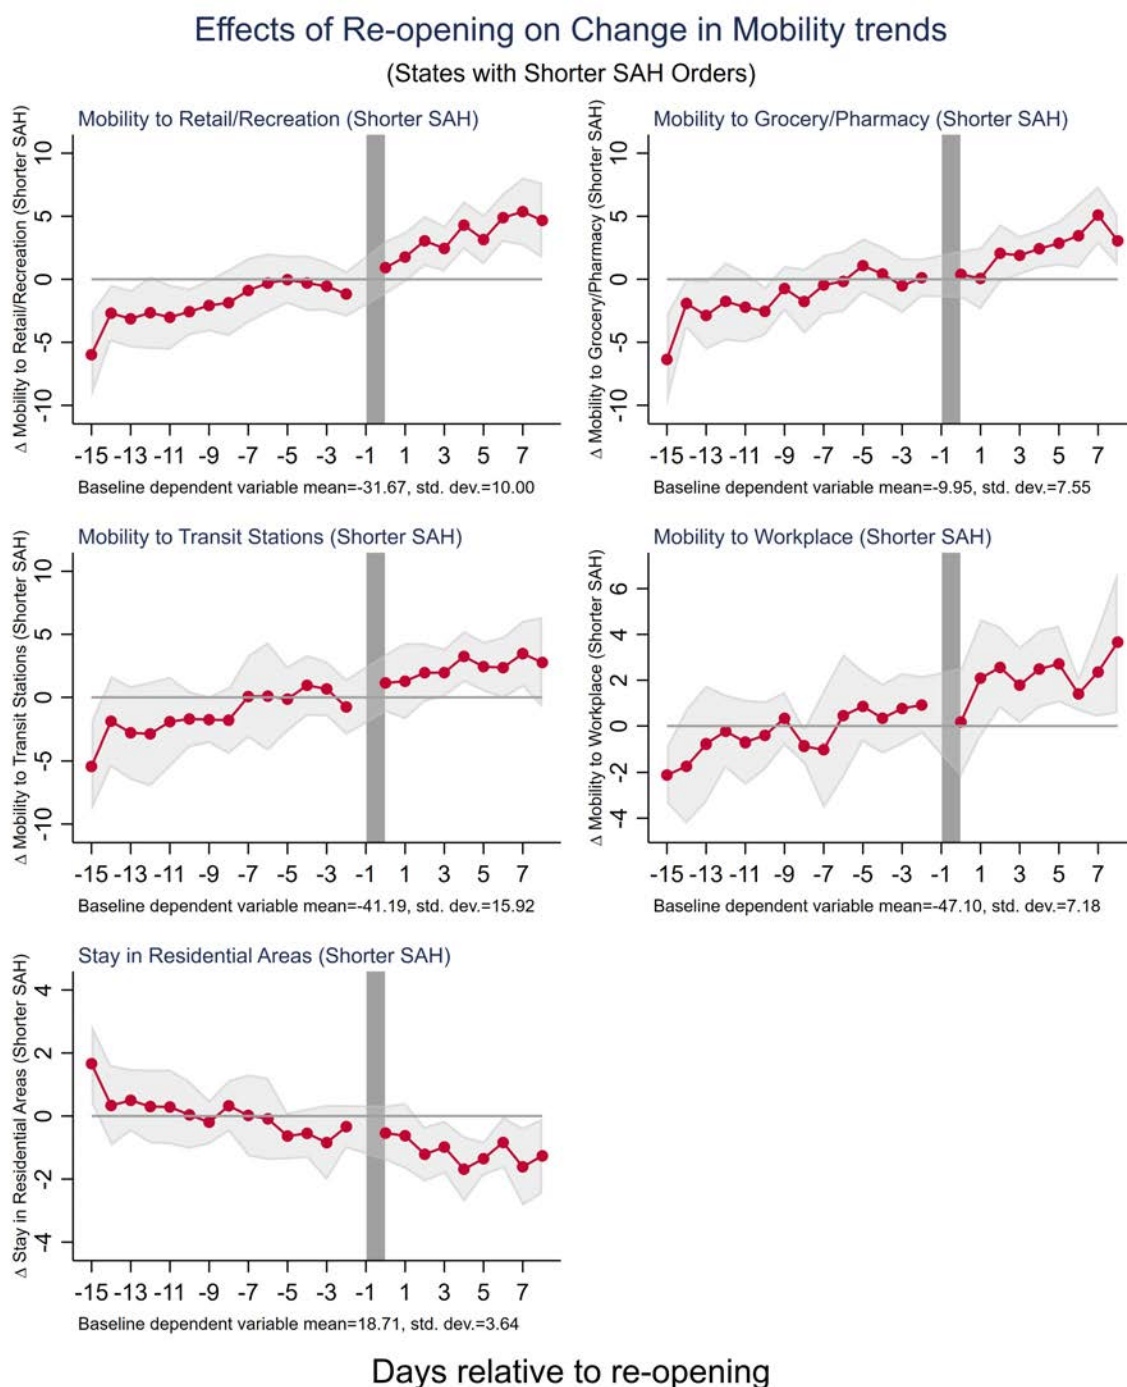 Effects of Re-opening on Change in Mobility trends
(States with Shorter SAH Orders)
Mobility to Retail/Recreation (Shorter SAH)
Δ Mobility to Retail/Recreation (Shorter SAH)
10
5
0
-5
-10
-15 -13 -11 -9 -7 -5 -3 -1 1 3 5 7
Baseline dependent variable mean=-31.67, std. dev.=10.00
Mobility to Grocery/Pharmacy (Shorter SAH)
Δ Mobility to Grocery/Pharmacy (Shorter SAH)
10
5
0
-5
-10
-15 -13 -11 -9 -7 -5 -3 -1 1 3 5 7
Baseline dependent variable mean=-9.95, std. dev.=7.55
Mobility to Transit Stations (Shorter SAH)
Δ Mobility to Transit Stations (Shorter SAH)
10
5
0
-5
-10
-15 -13 -11 -9 -7 -5 -3 -1 1 3 5 7
Baseline dependent variable mean=-41.19, std. dev.=15.92
Mobility to Workplace (Shorter SAH)
Δ Mobility to Workplace (Shorter SAH)
6
4
2
0
-2
-4
-15 -13 -11 -9 -7 -5 -3 -1 1 3 5 7
Baseline dependent variable mean=-47.10, std. dev.=7.18
Stay in Residential Areas (Shorter SAH)
Δ Stay in Residential Areas (Shorter SAH)
4
2
0
-2
-4
-15 -13 -11 -9 -7 -5 -3 -1 1 3 5 7
Baseline dependent variable mean=18.71, std. dev.=3.64
Days relative to re-opening